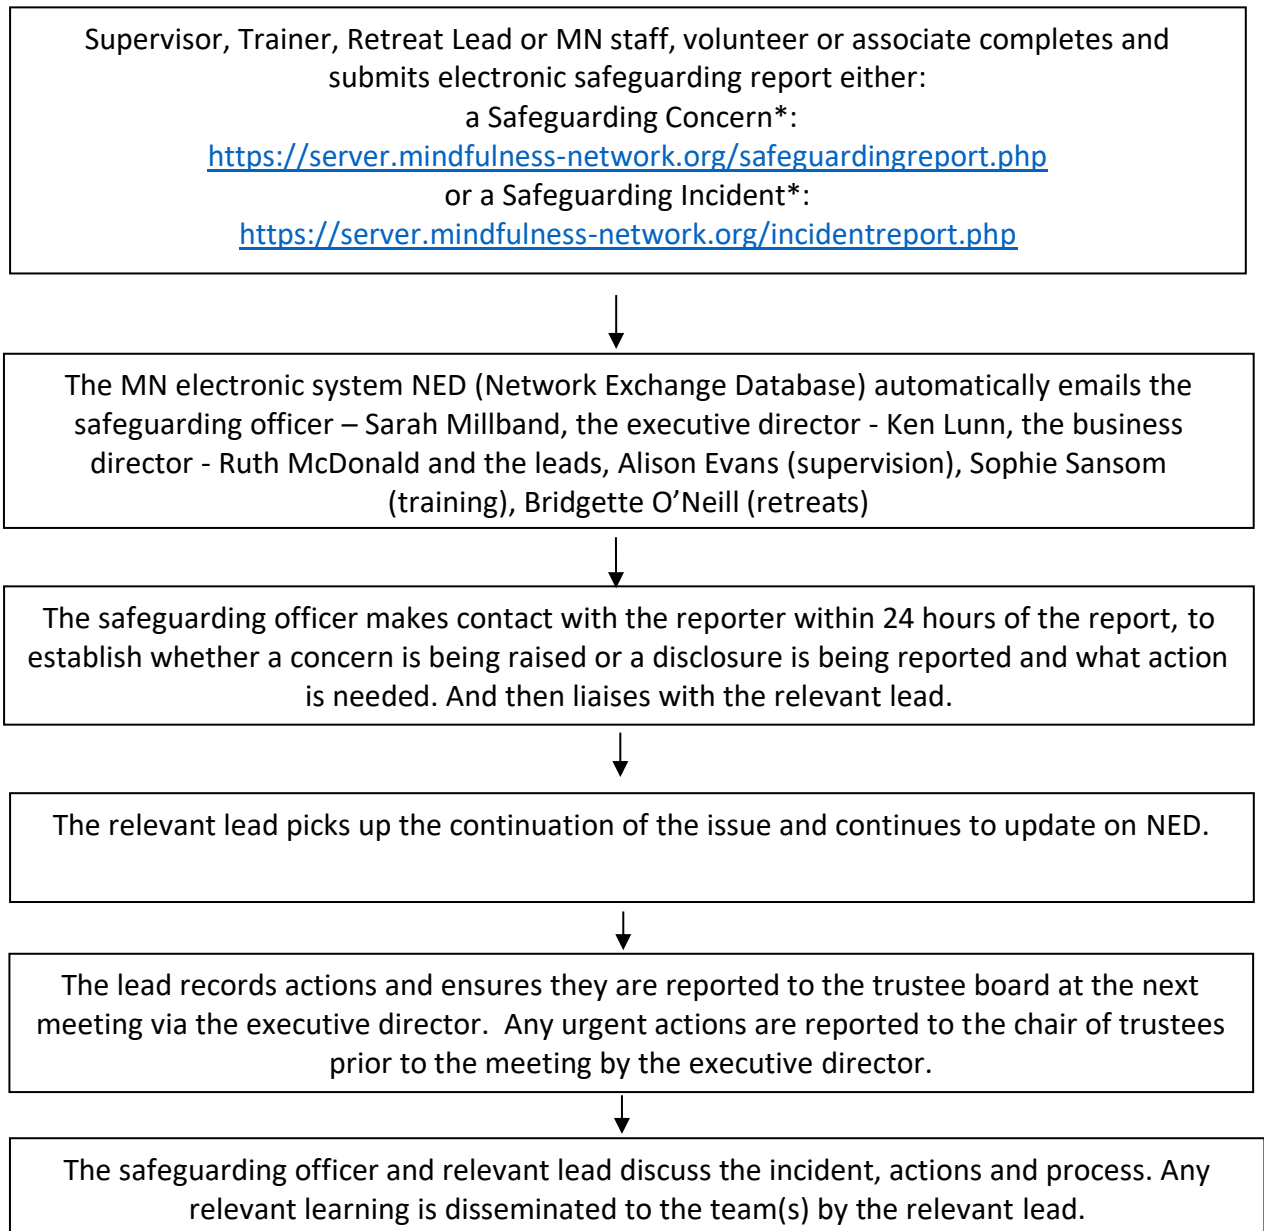 Supervisor, Trainer, Retreat Lead or MN staff, volunteer or associate completes and
submits electronic safeguarding report either:
a Safeguarding Concern*:
https://server.mindfulness-network.org/safeguardingreport.php
or a Safeguarding Incident*:
https://server.mindfulness-network.org/incidentreport.php
The MN electronic system NED (Network Exchange Database) automatically emails the
safeguarding officer – Sarah Millband, the executive director - Ken Lunn, the business
director - Ruth McDonald and the leads, Alison Evans (supervision), Sophie Sansom
(training), Bridgette O’Neill (retreats)
The safeguarding officer makes contact with the reporter within 24 hours of the report, to
establish whether a concern is being raised or a disclosure is being reported and what action
is needed. And then liaises with the relevant lead.
The relevant lead picks up the continuation of the issue and continues to update on NED.
The lead records actions and ensures they are reported to the trustee board at the next
meeting via the executive director.  Any urgent actions are reported to the chair of trustees
prior to the meeting by the executive director.
The safeguarding officer and relevant lead discuss the incident, actions and process. Any
relevant learning is disseminated to the team(s) by the relevant lead.